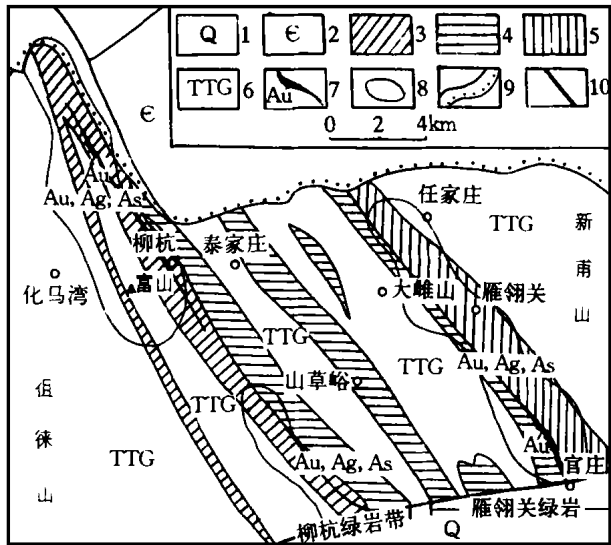 Q 1 Є 2 3 4 5
TTG 6 Au 7 8 9 10
0 2 4km
Є
Au
Au, Ag, As
任家庄
TTG
新甫山
柳杭
泰家庄
化马湾
富山
大峰山
雁翎关
TTG
TTG
山草峪
Au, Ag, As
TTG
徂徕山
TTG
Au, Ag, As
Au
官庄
柳杭绿岩带
Q
雁翎关绿岩